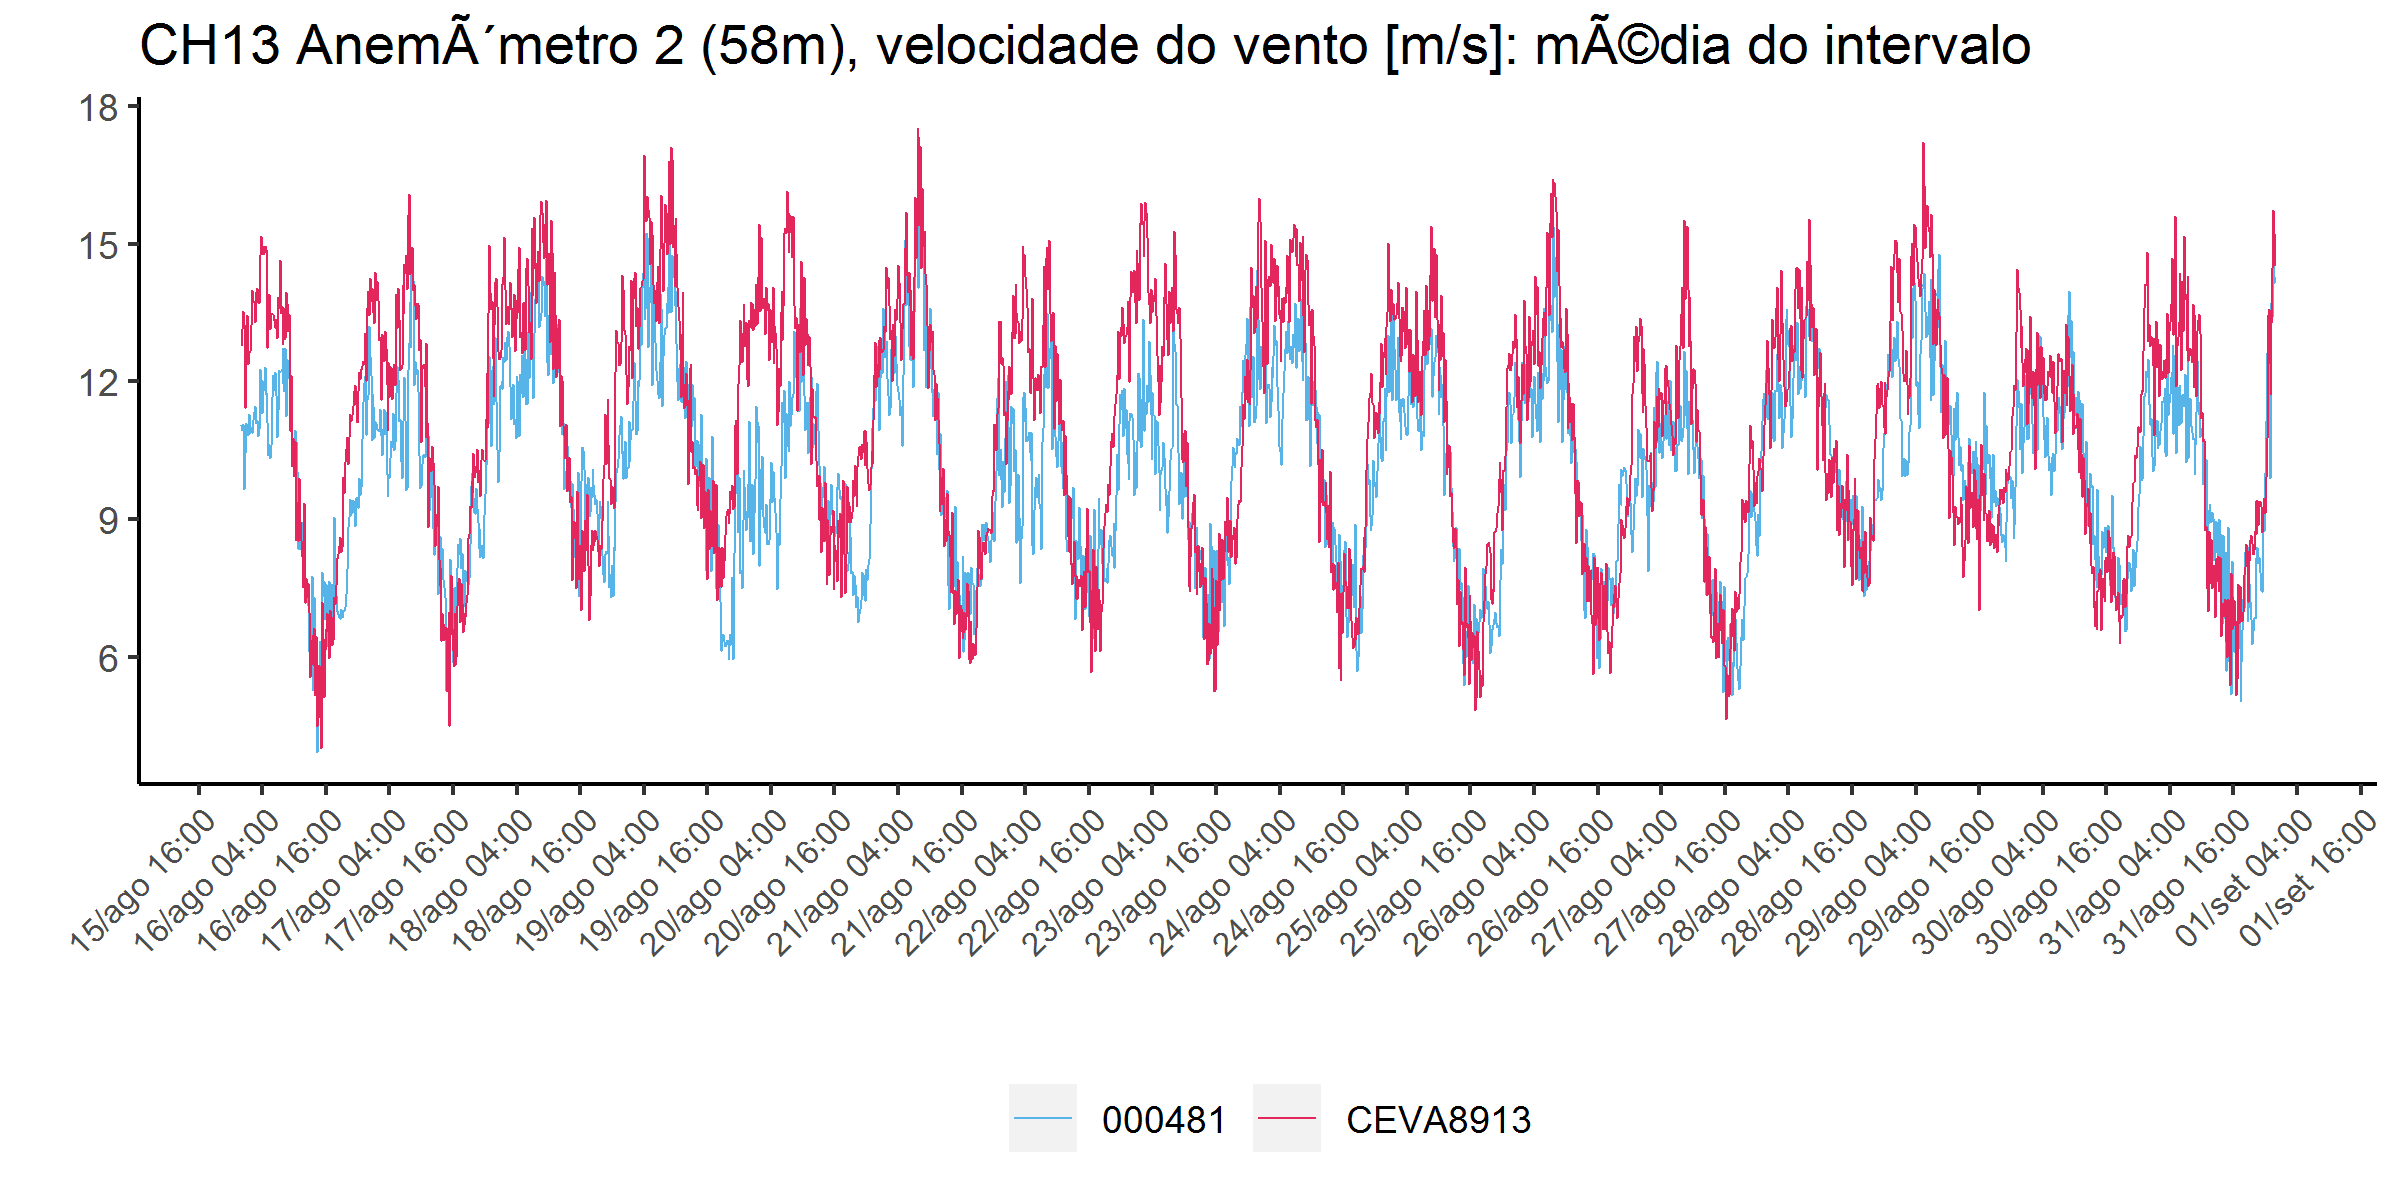 CH13 AnemÃ´metro 2 (58m), velocidade do vento [m/s]: mÃ©dia do intervalo
18
15
12
9
6
15/ago 16:00
16/ago 04:00
16/ago 16:00
17/ago 04:00
17/ago 16:00
18/ago 04:00
18/ago 16:00
19/ago 04:00
19/ago 16:00
20/ago 04:00
20/ago 16:00
21/ago 04:00
21/ago 16:00
22/ago 04:00
22/ago 16:00
23/ago 04:00
23/ago 16:00
24/ago 04:00
24/ago 16:00
25/ago 04:00
25/ago 16:00
26/ago 04:00
26/ago 16:00
27/ago 04:00
27/ago 16:00
28/ago 04:00
28/ago 16:00
29/ago 04:00
29/ago 16:00
30/ago 04:00
30/ago 16:00
31/ago 04:00
31/ago 16:00
01/set 04:00
01/set 16:00
000481
CEVA8913